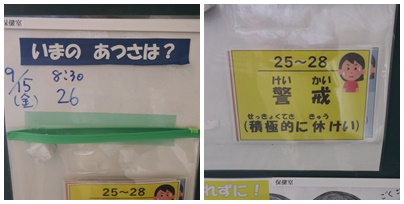 保健室
いまの あつさは？
9/15
(金)
8:30
26
25～28
25～28
けい かい
警 戒
せっきょくてき きゅう
(積極的に休けい)
れずに！
保健室